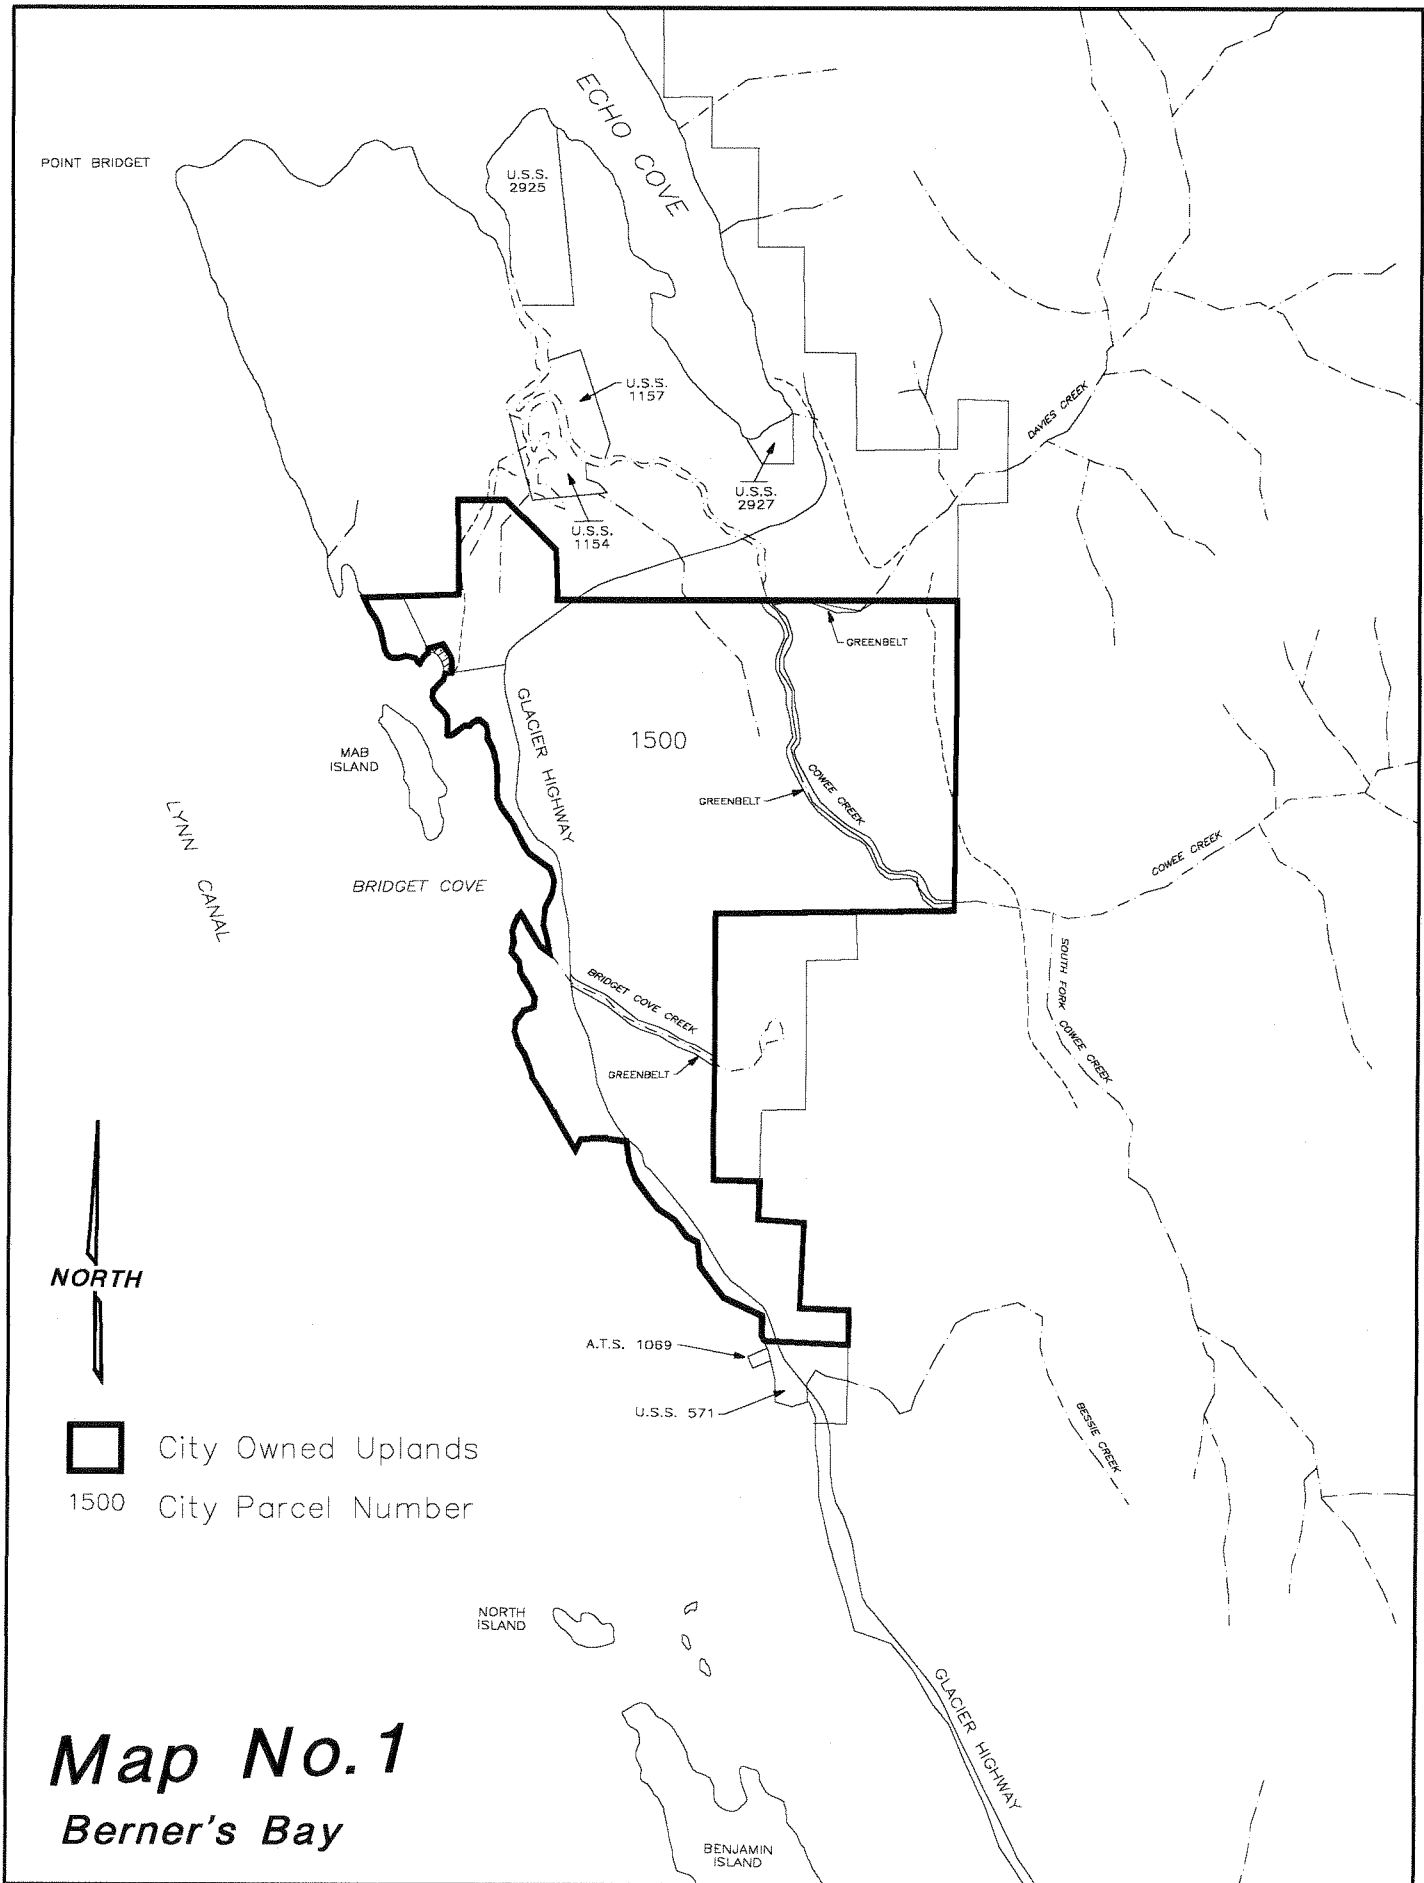 POINT BRIDGET
ECHO COVE
U.S.S.
2925
U.S.S.
1157
U.S.S.
2927
U.S.S.
1154
DAVIES CREEK
GREENBELT
GLACIER HIGHWAY
1500
MAB
ISLAND
COWEE CREEK
GREENBELT
LYNN CANAL
BRIDGET COVE
COWEE CREEK
SOUTH FORK COWEE CREEK
BRIDGET COVE CREEK
GREENBELT
NORTH
A.T.S. 1069
U.S.S. 571
BESSIE CREEK
City Owned Uplands
1500 City Parcel Number
NORTH
ISLAND
GLACIER HIGHWAY
Map No.1
Berner's Bay
BENJAMIN
ISLAND